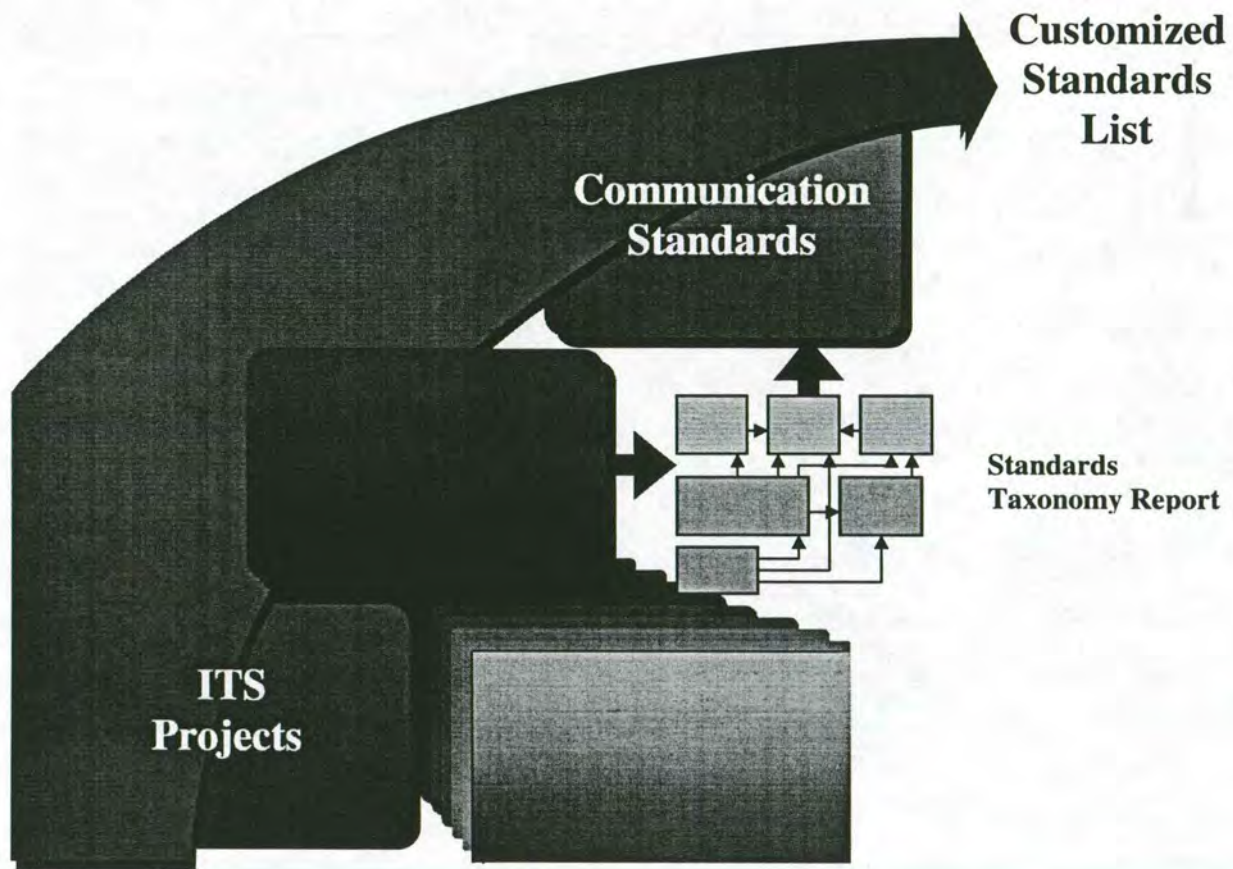 Customized
Standards
List
Communication
Standards
Standards
Taxonomy Report
ITS
Projects